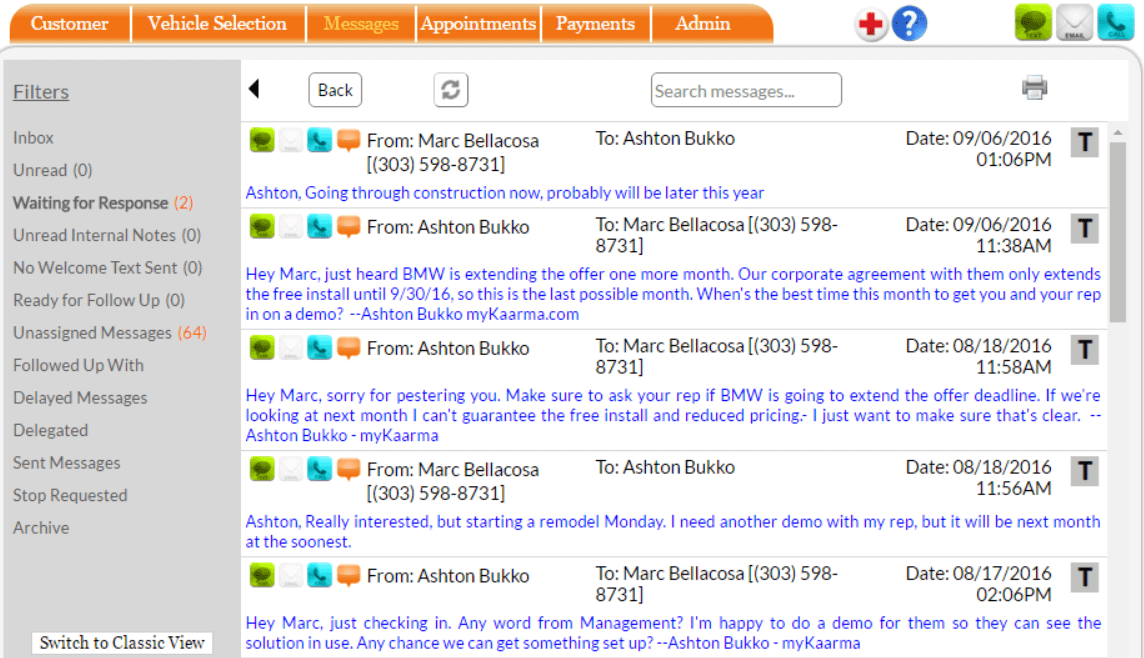 Customer Vehicle Selection Messages Appointments Payments Admin
? TEXT EMAIL CALL
Filters
Back
Search messages...
Inbox
Unread (0)
Waiting for Response (2)
Unread Internal Notes (0)
No Welcome Text Sent (0)
Ready for Follow Up (0)
Unassigned Messages (64)
Followed Up With
Delayed Messages
Delegated
Sent Messages
Stop Requested
Archive
Switch to Classic View
From: Marc Bellacosa To: Ashton Bukko Date: 09/06/2016 T
[(303) 598-8731] 01:06PM
Ashton, Going through construction now, probably will be later this year
From: Ashton Bukko To: Marc Bellacosa [(303) 598- Date: 09/06/2016 T
8731] 11:38AM
Hey Marc, just heard BMW is extending the offer one more month. Our corporate agreement with them only extends
the free install until 9/30/16, so this is the last possible month. When's the best time this month to get you and your rep
in on a demo? --Ashton Bukko myKaarma.com
From: Ashton Bukko To: Marc Bellacosa [(303) 598- Date: 08/18/2016 T
8731] 11:58AM
Hey Marc, sorry for pestering you. Make sure to ask your rep if BMW is going to extend the offer deadline. If we're
looking at next month I can't guarantee the free install and reduced pricing.- I just want to make sure that's clear. --
Ashton Bukko - myKaarma
From: Marc Bellacosa To: Ashton Bukko Date: 08/18/2016 T
[(303) 598-8731] 11:56AM
Ashton, Really interested, but starting a remodel Monday. I need another demo with my rep, but it will be next month
at the soonest.
From: Ashton Bukko To: Marc Bellacosa [(303) 598- Date: 08/17/2016 T
8731] 02:06PM
Hey Marc, just checking in. Any word from Management? I'm happy to do a demo for them so they can see the
solution in use. Any chance we can get something set up? --Ashton Bukko - myKaarma